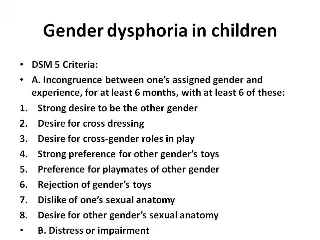 Gender dysphoria in children
• DSM 5 Criteria:
• A. Incongruence between one's assigned gender and
experience, for at least 6 months, with at least 6 of these:
1. Strong desire to be the other gender
2. Desire for cross dressing
3. Desire for cross-gender roles in play
4. Strong preference for other gender's toys
5. Preference for playmates of other gender
6. Rejection of gender's toys
7. Dislike of one's sexual anatomy
8. Desire for other gender's sexual anatomy
• B. Distress or impairment